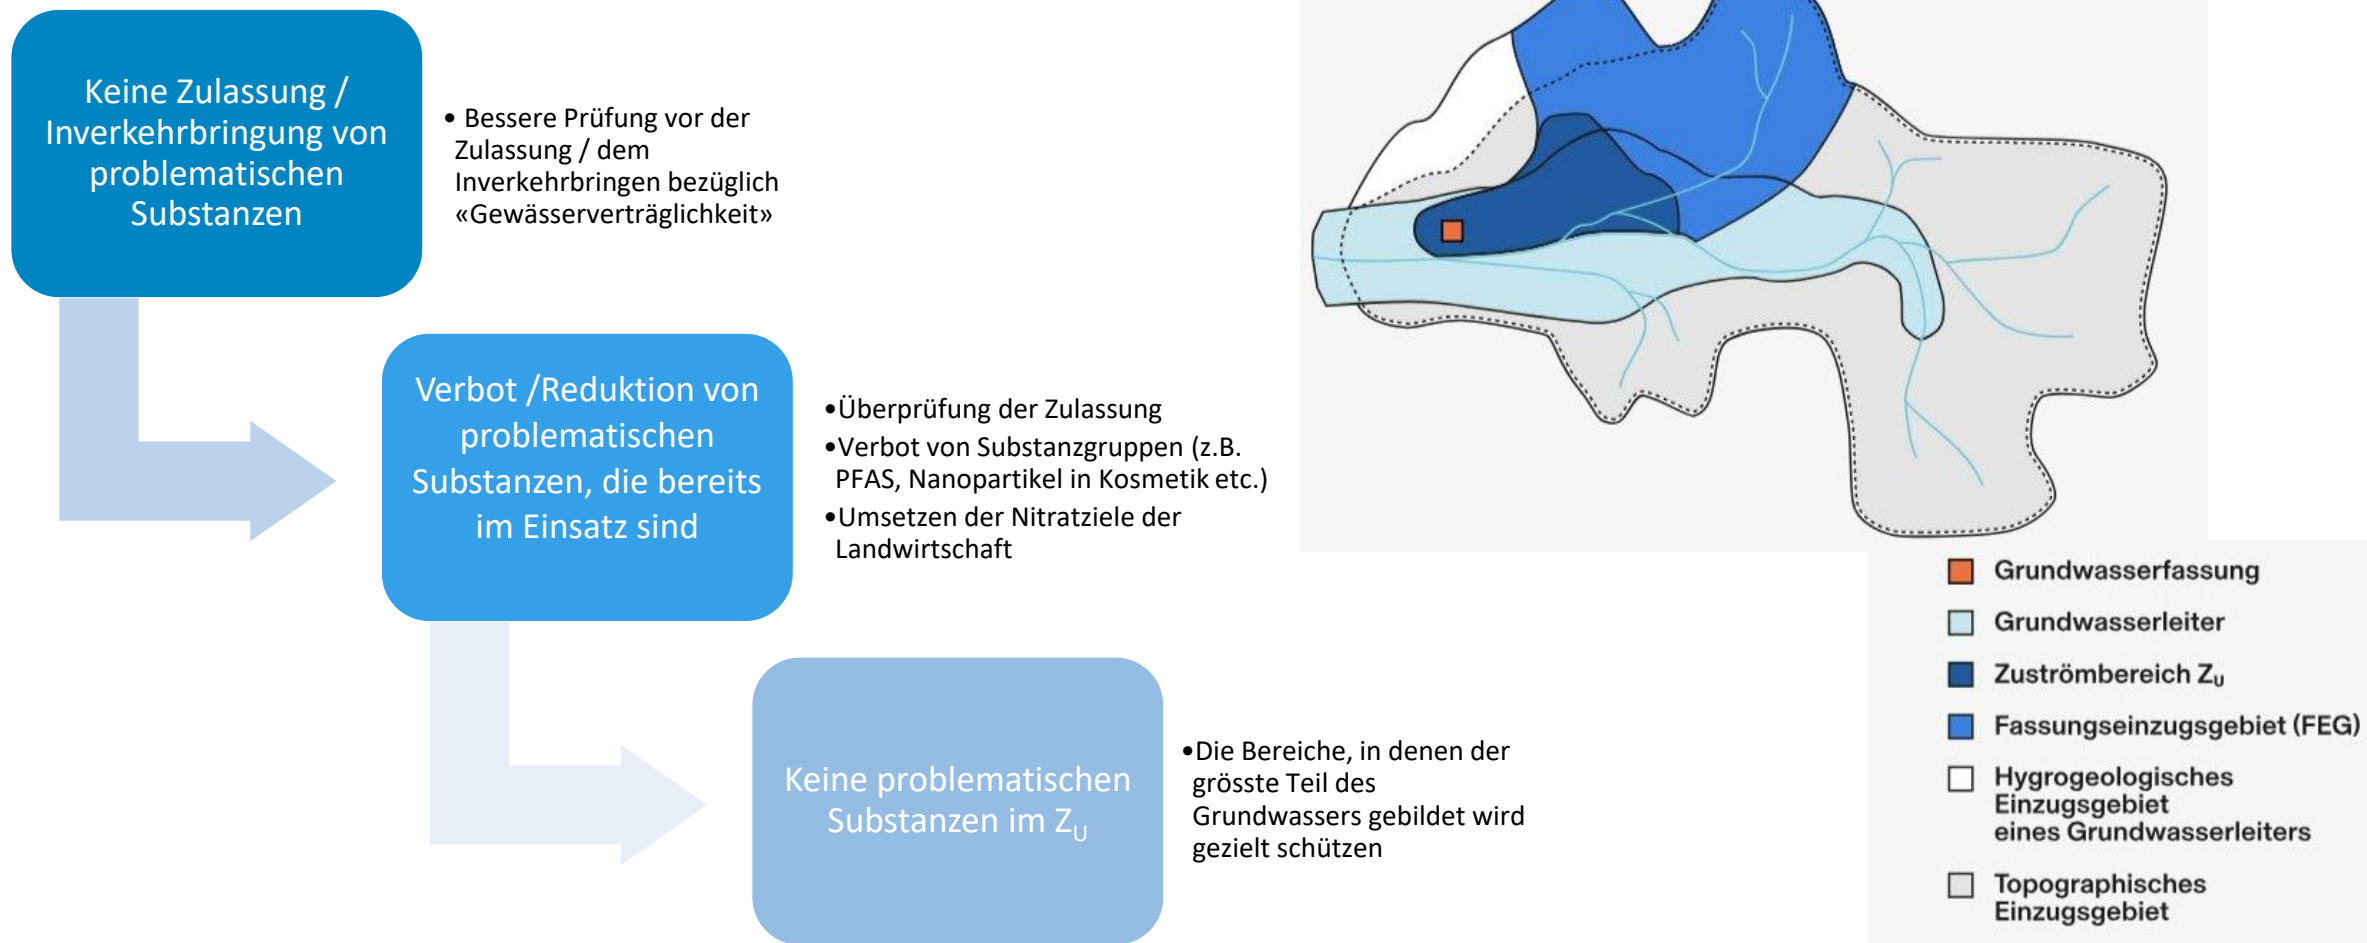 Keine Zulassung /
Inverkehrbringung von
problematischen
Substanzen
• Bessere Prüfung vor der
Zulassung / dem
Inverkehrbringen bezüglich
«Gewässerverträglichkeit»
Verbot /Reduktion von
problematischen
Substanzen, die bereits
im Einsatz sind
•Überprüfung der Zulassung
•Verbot von Substanzgruppen (z.B.
PFAS, Nanopartikel in Kosmetik etc.)
•Umsetzen der Nitratziele der
Landwirtschaft
Keine problematischen
Substanzen im ZU
•Die Bereiche, in denen der
grösste Teil des
Grundwassers gebildet wird
gezielt schützen
Grundwasserfassung
Grundwasserleiter
Zuströmbereich ZU
Fassungseinzugsgebiet (FEG)
Hygrogeologisches
Einzugsgebiet
eines Grundwasserleiters
Topographisches
Einzugsgebiet